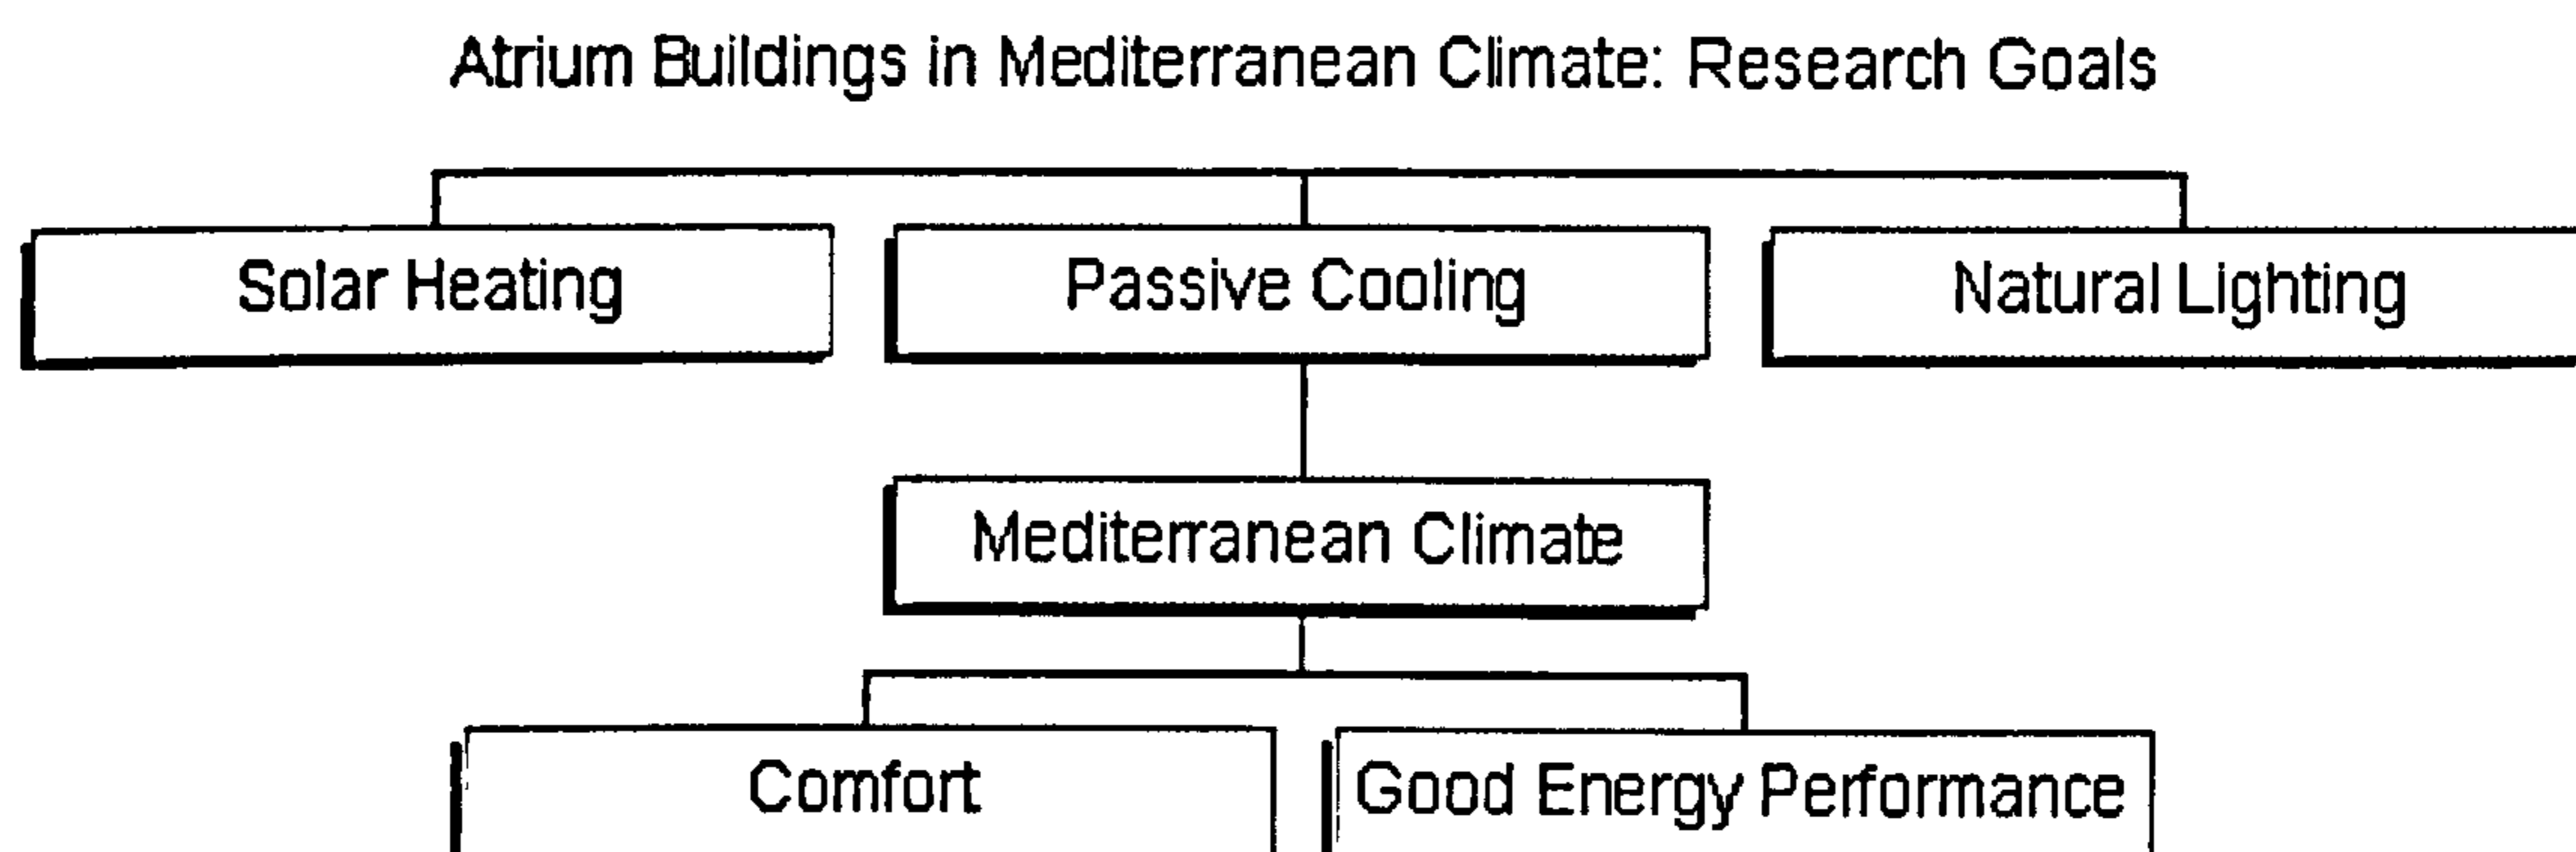 Atrium Buildings in Mediterranean Climate: Research Goals
Solar Heating
Passive Cooling
Natural Lighting
Mediterranean Climate
Comfort
Good Energy Performance